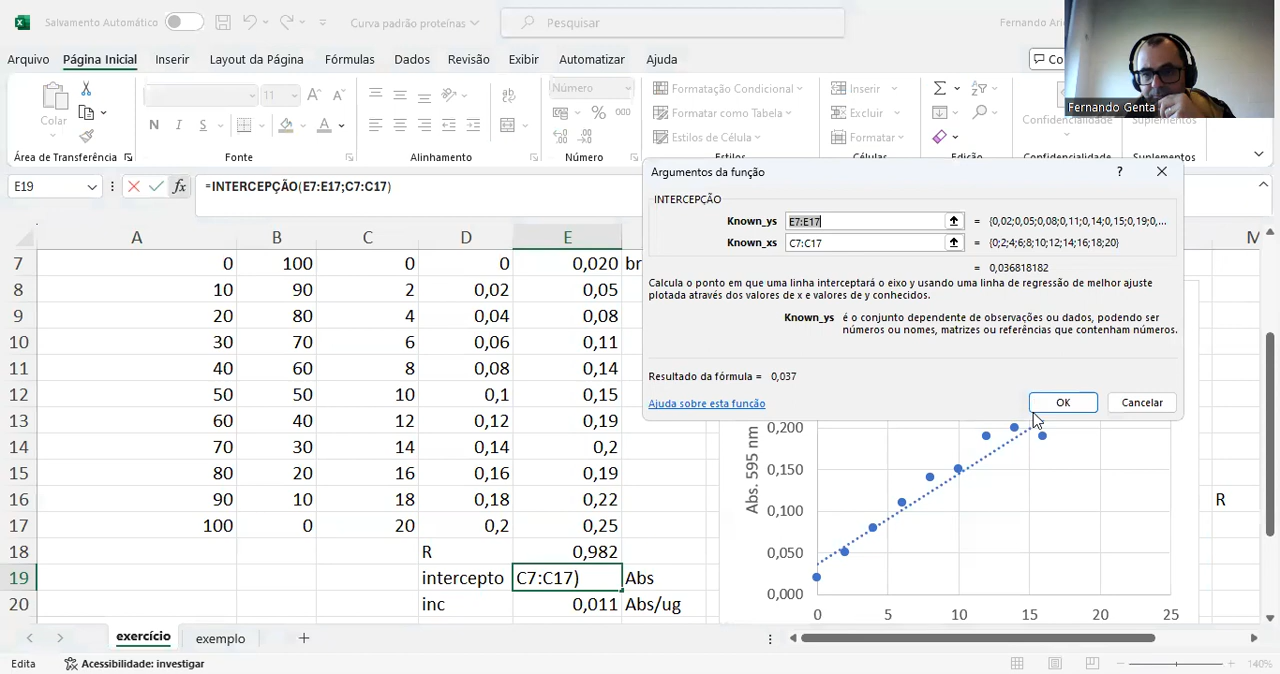 Salvamento Automático
Curva padrão proteínas
Pesquisar
Arquivo Página Inicial Inserir Layout da Página Fórmulas Dados Revisão Exibir Automatizar Ajuda
Colar
11
N I S
Número
Formatação Condicional
Formatar como Tabela
Estilos de Célula
Inserir
Excluir
Formatar
Confidencialidade
Suplementos
Área de Transferência Fonte Alinhamento Número Estilos Células Edição Confidencialidade Suplementos
Fernando Genta
E19 fx =INTERCEPÇÃO(E7:E17;C7:C17)
A B C D E M
7 0 100 0 0 0,020 br
8 10 90 2 0,02 0,05
9 20 80 4 0,04 0,08
10 30 70 6 0,06 0,11
11 40 60 8 0,08 0,14
12 50 50 10 0,1 0,15
13 60 40 12 0,12 0,19
14 70 30 14 0,14 0,2
15 80 20 16 0,16 0,19
16 90 10 18 0,18 0,22
17 100 0 20 0,2 0,25
18 R 0,982
19 intercepto C7:C17) Abs
20 inc 0,011 Abs/ug
Argumentos da função ?
INTERCEPÇÃO
Known_ys E7:E17 = {0,02;0,05;0,08;0,11;0,14;0,15;0,19;0,...
Known_xs C7:C17 = {0;2;4;6;8;10;12;14;16;18;20}
= 0,036818182
Calcula o ponto em que uma linha interceptará o eixo y usando uma linha de regressão de melhor ajuste
plotada através dos valores de x e valores de y conhecidos.
Known_ys é o conjunto dependente de observações ou dados, podendo ser
números ou nomes, matrizes ou referências que contenham números.
Resultado da fórmula = 0,037
Ajuda sobre esta função
OK Cancelar
Abs. 595 nm
0,200
0,150
0,100
0,050
0,000
0 5 10 15 20 25
R
exercício exemplo
Edita Acessibilidade: investigar 140%